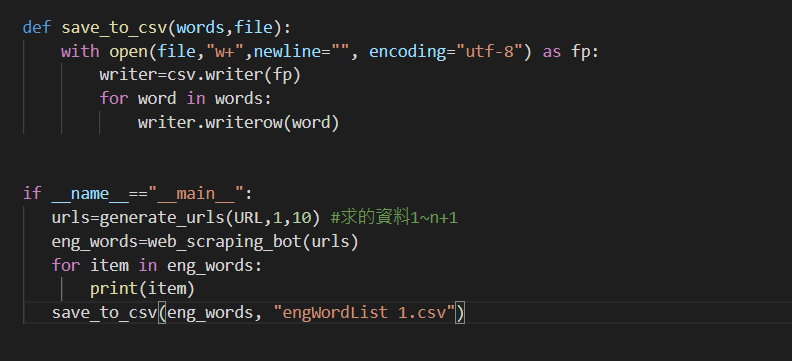 def save_to_csv(words,file):
    with open(file,"w+",newline="", encoding="utf-8") as fp:
        writer=csv.writer(fp)
        for word in words:
            writer.writerow(word)
if __name__=="__main__":
   urls=generate_urls(URL,1,10) #求的資料1~n+1
   eng_words=web_scraping_bot(urls)
   for item in eng_words:
       print(item)
   save_to_csv(eng_words, "engWordList 1.csv")